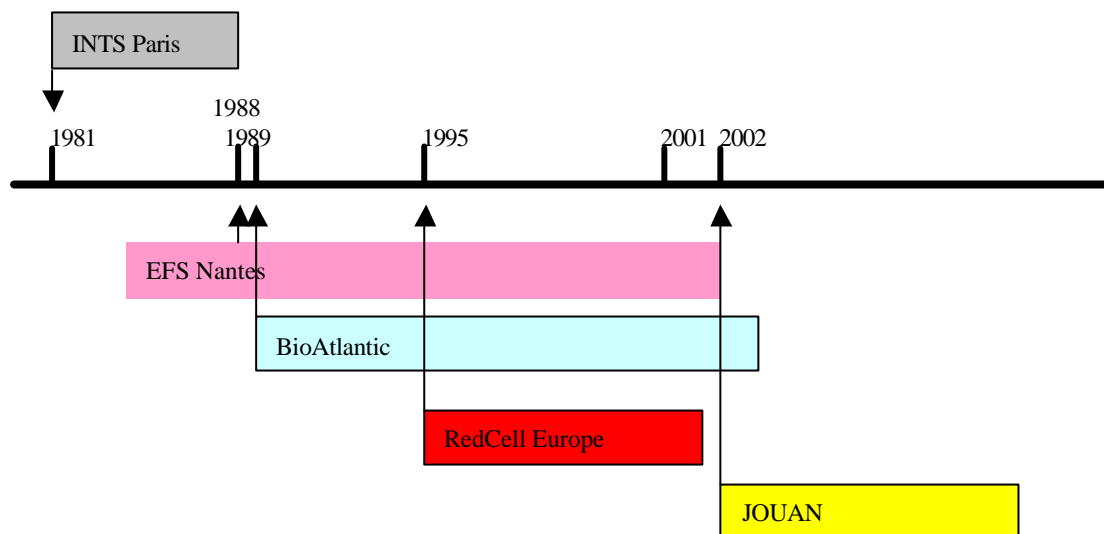 INTS Paris
1988
1981
1989
1995
2001
2002
EFS Nantes
BioAtlantic
RedCell Europe
JOUAN